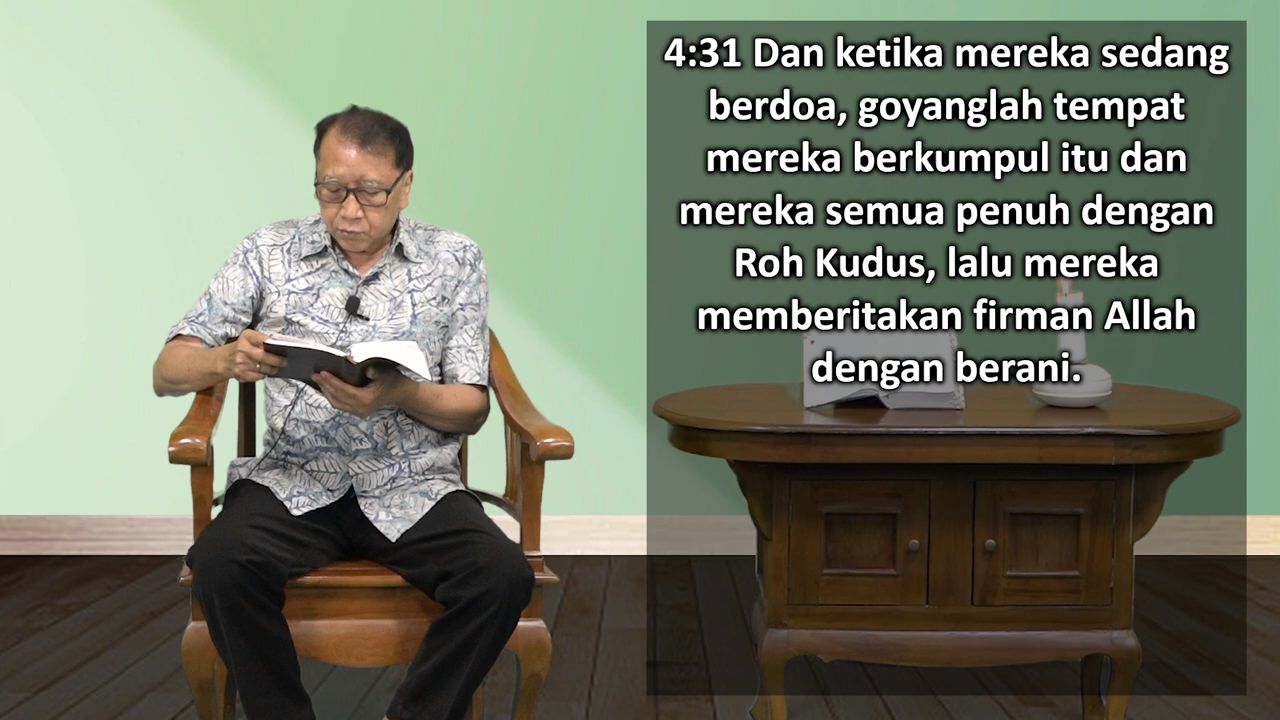 4:31 Dan ketika mereka sedang
berdoa, goyanglah tempat
mereka berkumpul itu dan
mereka semua penuh dengan
Roh Kudus, lalu mereka
memberitakan firman Allah
dengan berani.